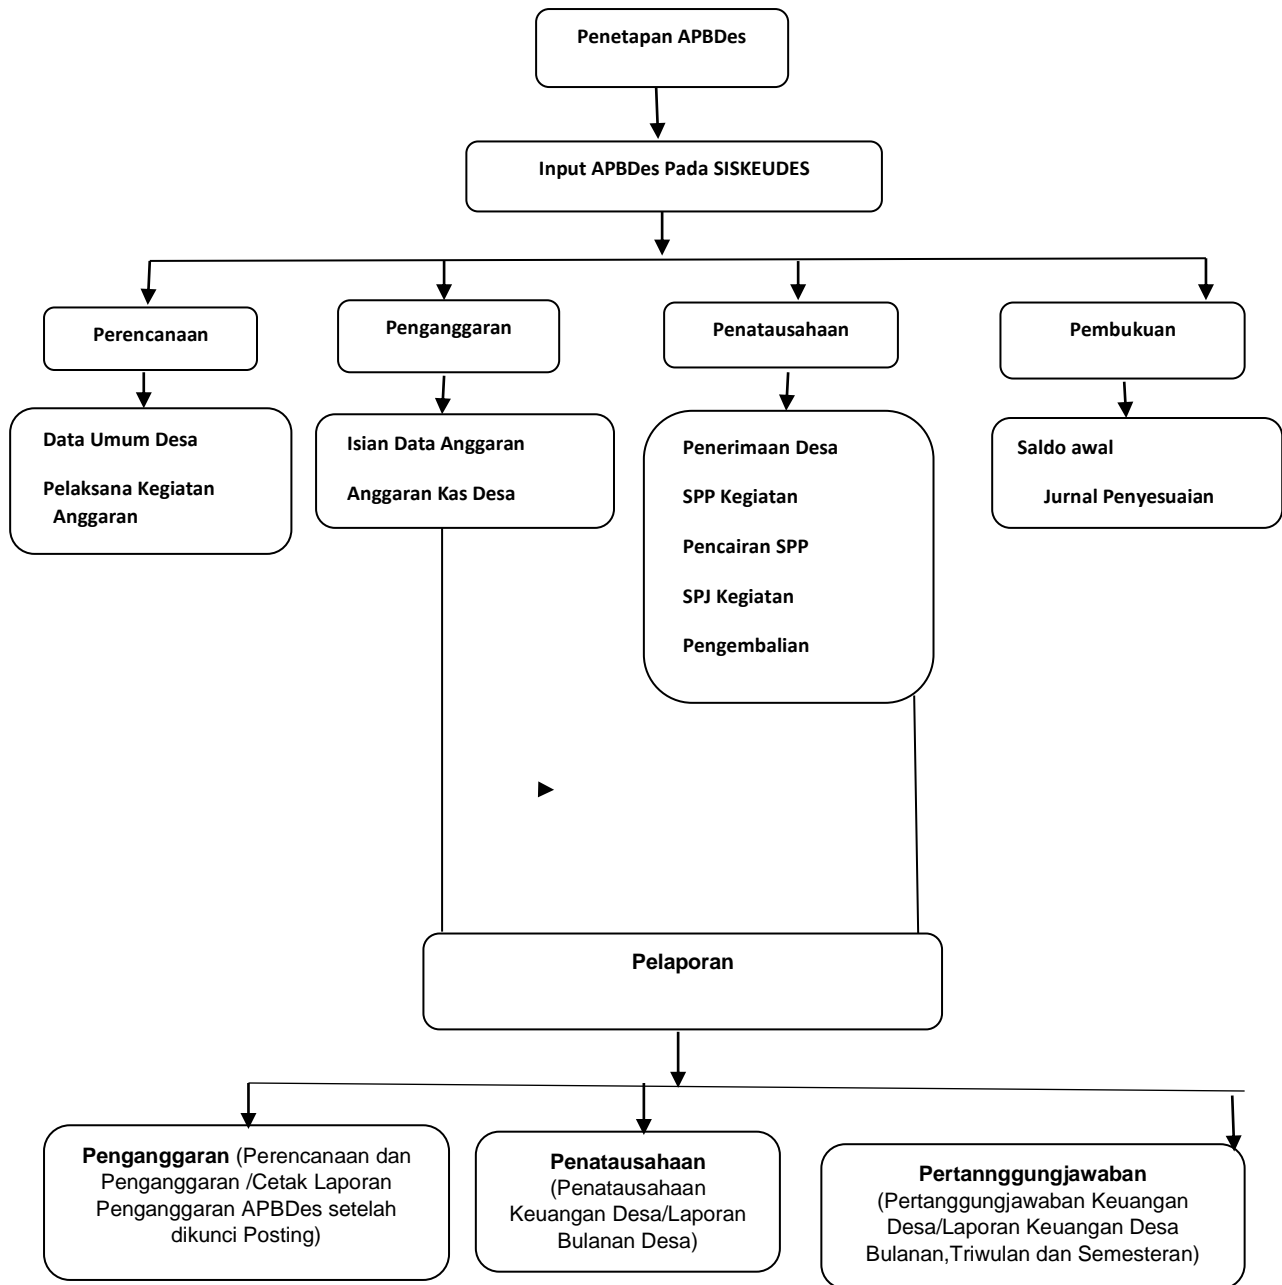 Penetapan APBDes
Input APBDes Pada SISKEUDES
Perencanaan
Penganggaran
Penatausahaan
Pembukuan
Data Umum Desa
Pelaksana Kegiatan
Anggaran
Isian Data Anggaran
Anggaran Kas Desa
Penerimaan Desa
SPP Kegiatan
Pencairan SPP
SPJ Kegiatan
Pengembalian
Saldo awal
Jurnal Penyesuaian
Pelaporan
Penganggaran (Perencanaan dan
Penganggaran /Cetak Laporan
Penganggaran APBDes setelah
dikunci Posting)
Penatausahaan
(Penatausahaan
Keuangan Desa/Laporan
Bulanan Desa)
Pertannggungjawaban
(Pertanggungjawaban Keuangan
Desa/Laporan Keuangan Desa
Bulanan,Triwulan dan Semesteran)